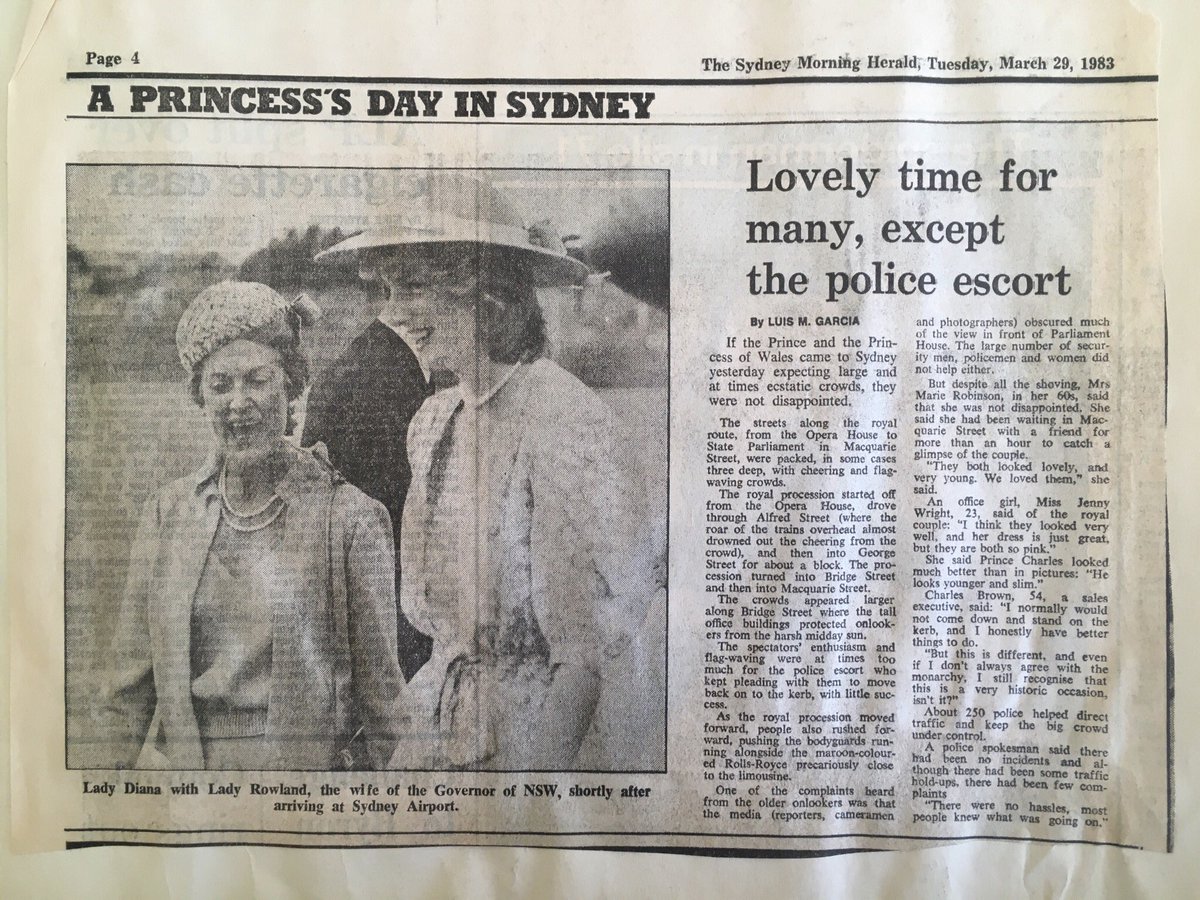 Page 4
The Sydney Morning Herald, Tuesday, March 29, 1983
A PRINCESS'S DAY IN SYDNEY
Lovely time for
many, except
the police escort
By LUIS M. GARCIA
If the Prince and the Prin-
cess of Wales came to Sydney
yesterday expecting large and
at times ecstatic crowds, they
were not disappointed.
The streets along the royal
route, from the Opera House to
State Parliament in Macquarie
Street, were packed, in some cases
three deep, with cheering and flag-
waving crowds.
The royal procession started off
from the Opera House, drove
through Alfred Street (where the
roar of the trains overhead almost
drowned out the cheering from the
crowd), and then into George
Street for about a block. The pro-
cession turned into Bridge Street
and then into Macquarie Street.
The crowds appeared larger
along Bridge Street where the tall
office buildings protected onlook-
ers from the harsh midday sun.
The spectators' enthusiasm and
flag-waving were at times too
much for the police escort who
kept pleading with them to move
back on to the kerb, with little suc-
cess.
As the royal procession moved
forward, people also rushed for-
ward, pushing the bodyguards run-
ning alongside the maroon-colour-
ed Rolls-Royce precariously close
to the limousine.
One of the complaints heard
from the older onlookers was that
the media (reporters, cameramen
and photographers) obscured much
of the view in front of Parliament
House. The large number of secur-
ity men, policemen and women did
not help either.
But despite all the shoving, Mrs
Marie Robinson, in her 60s, said
that she was not disappointed. She
said she had been waiting in Mac-
quarie Street with a friend for
more than an hour to catch a
glimpse of the couple.
"They both looked lovely, and
very young. We loved them," she
said.
An office girl, Miss Jenny
Wright, 23, said of the royal
couple: "I think they looked very
well, and her dress is just great,
but they are both so pink."
She said Prince Charles looked
much better than in pictures: "He
looks younger and slim."
Charles Brown, 54, a sales
executive, said: "I normally would
not come down and stand on the
kerb, and I honestly have better
things to do.
"But this is different, and even
if I don't always agree with the
monarchy, I still recognise that
this is a very historic occasion,
isn't it?"
About 250 police helped direct
traffic and keep the big crowd
under control.
A police spokesman said there
had been no incidents and al-
though there had been some traffic
hold-ups, there had been few com-
plaints
"There were no hassles, most
people knew what was going on."
Lady Diana with Lady Rowland, the wife of the Governor of NSW, shortly after
arriving at Sydney Airport.